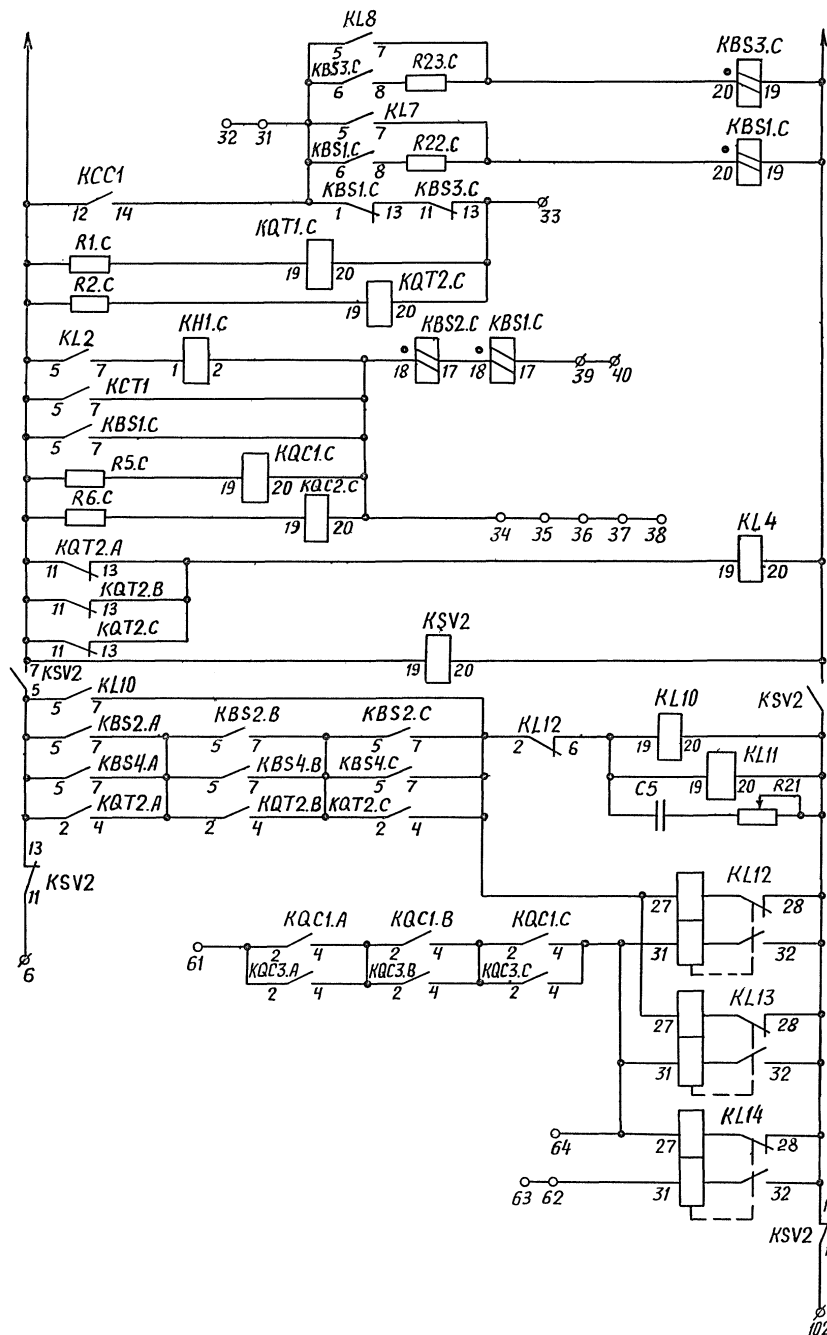 KL8
5 7
KBS3.C R23.C KBS3.C
6 8 20 19
32 31 KL7
5 7
KBS1.C R22.C KBS1.C
6 8 20 19
KCC1 KBS1.C KBS3.C
12 14 1 13 11 13 33
R1.C KQT1.C
19 20
R2.C KQT2.C
19 20
KL2 KH1.C KBS2.C KBS1.C
5 7 1 2 18 17 18 17 39 40
KCT1
5 7
KBS1.C
5 7
R5.C KQC1.C
19 20
R6.C KQC2.C
19 20 34 35 36 37 38
KQT2.A KL4
11 13 19 20
KQT2.B
11 13
KQT2.C
11 13
KSV2
19 20
7 KSV2 KSV2
5
KL10
5 7
KBS2.A KBS2.B KBS2.C KL12 KL10
5 7 5 7 5 7 2 6 19 20
KBS4.A KBS4.B KBS4.C KL11
5 7 5 7 5 7 19 20
KQT2.A KQT2.B KQT2.C C5 R21
2 4 2 4 2 4
13
11 KSV2
6
KL12
27 28
31 32
KQC1.A KQC1.B KQC1.C
61 2 4 2 4 2 4
KQC3.A KQC3.B KQC3.C
2 4 2 4 2 4
KL13
27 28
31 32
KL14
64 27 28
63 62 31 32
KSV2
102